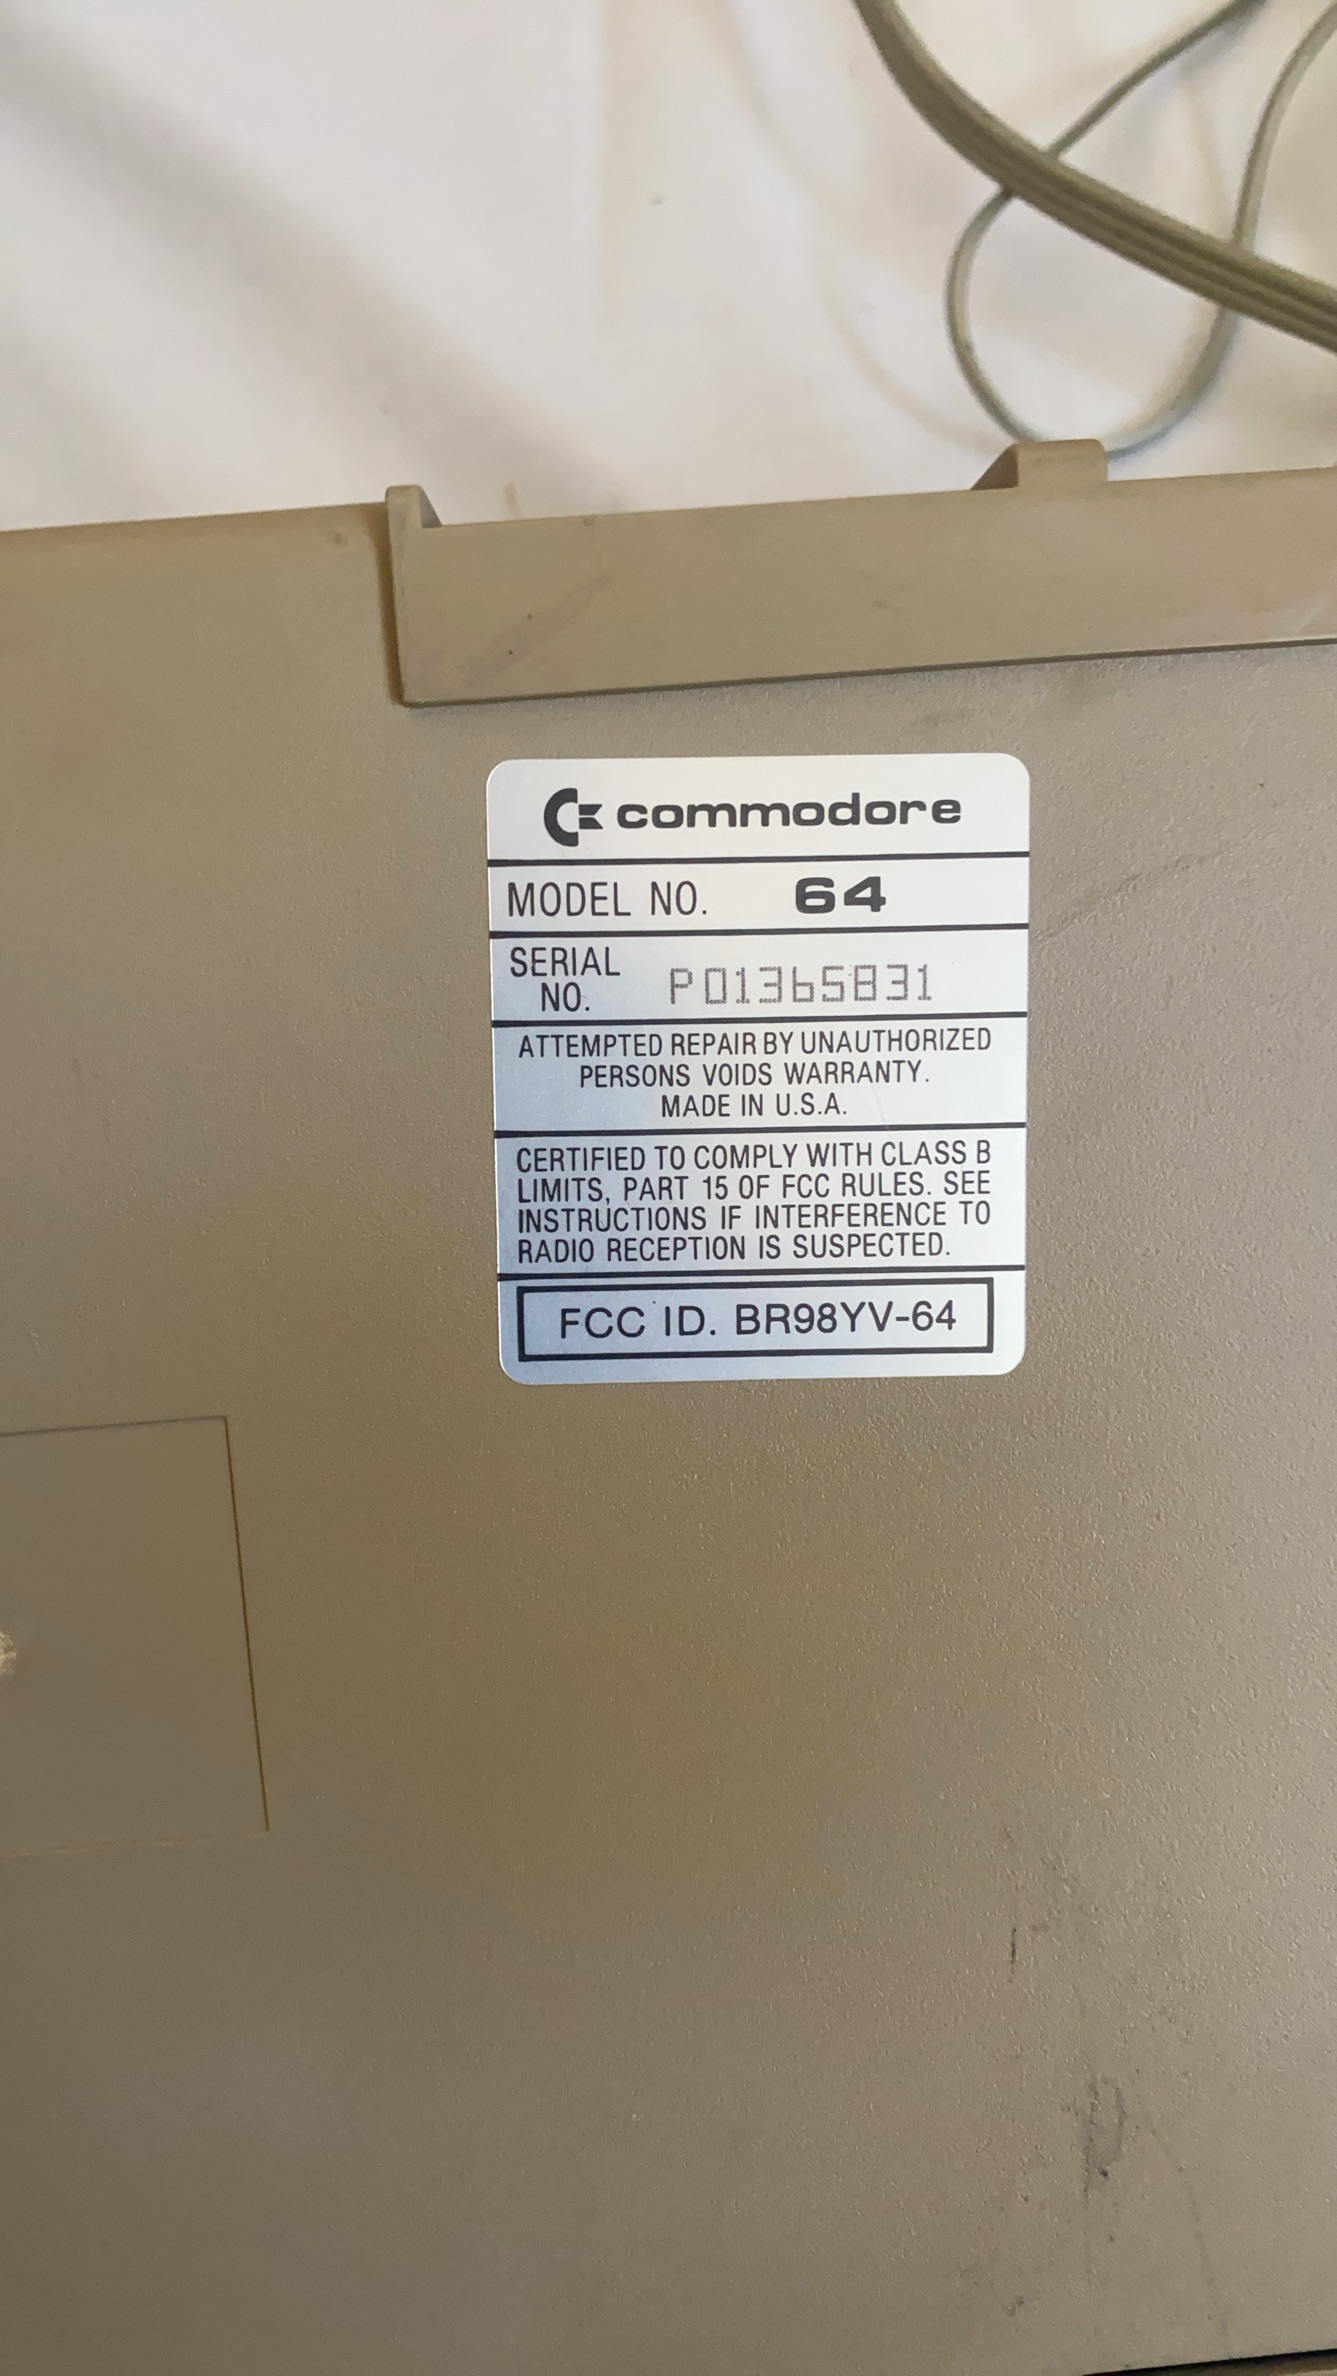 commodore
MODEL NO. 64
SERIAL NO. P01365831
ATTEMPTED REPAIR BY UNAUTHORIZED
PERSONS VOIDS WARRANTY.
MADE IN U.S.A.
CERTIFIED TO COMPLY WITH CLASS B
LIMITS, PART 15 OF FCC RULES. SEE
INSTRUCTIONS IF INTERFERENCE TO
RADIO RECEPTION IS SUSPECTED.
FCC ID. BR98YV-64